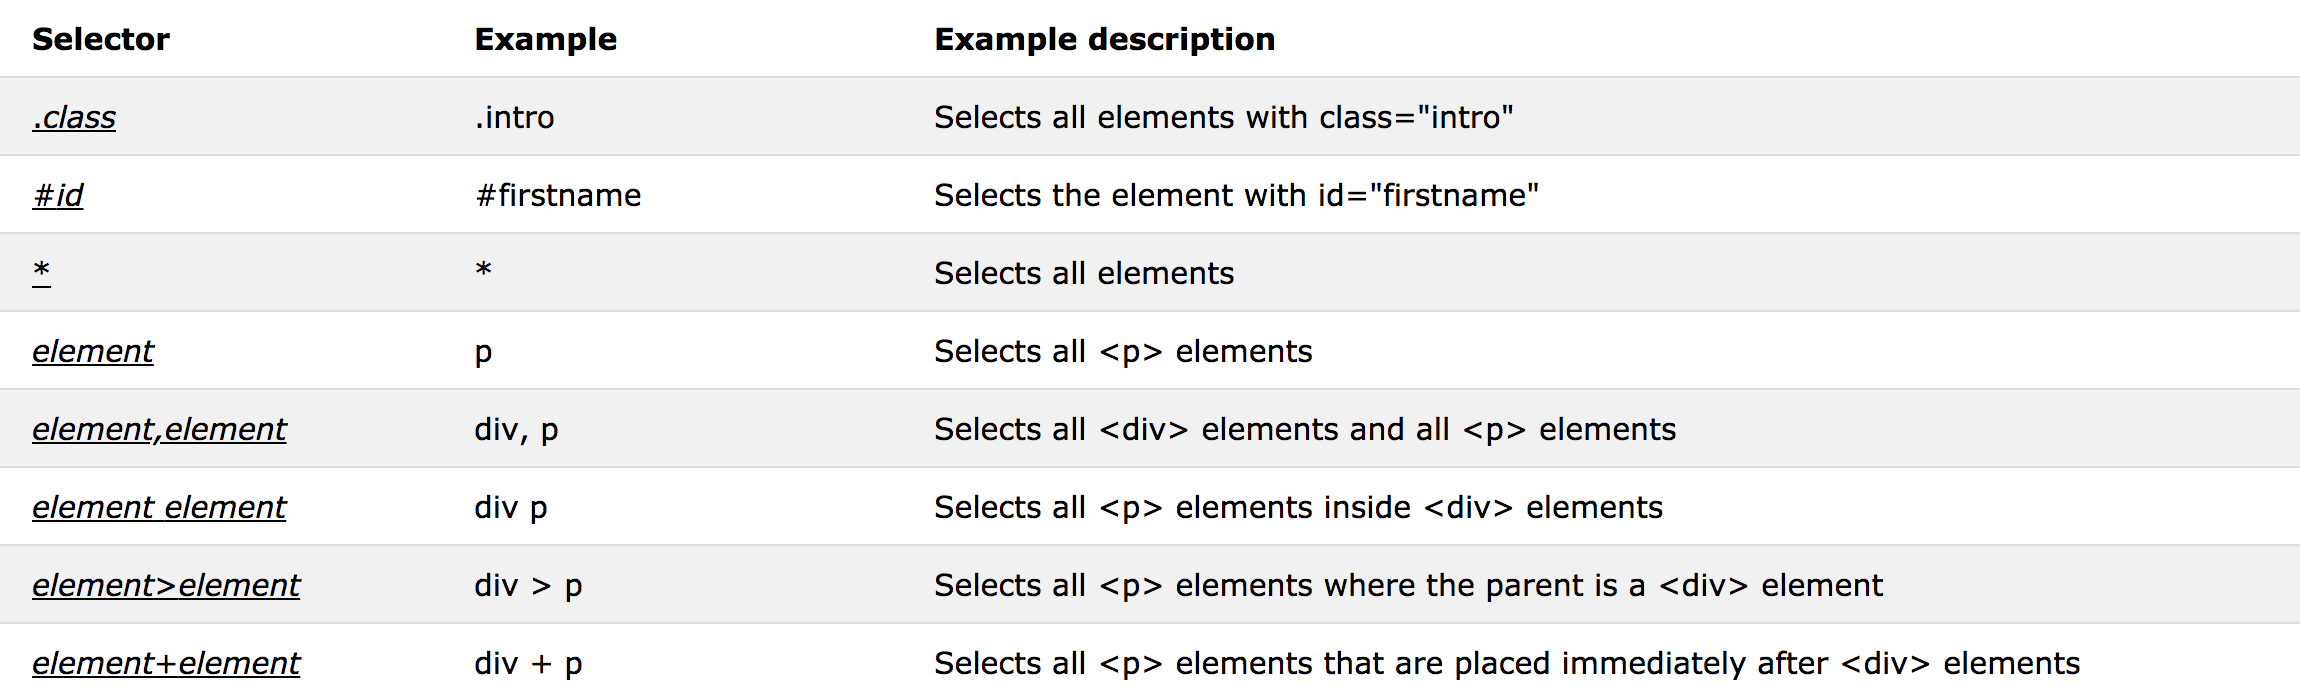 Selector Example Example description
.class .intro Selects all elements with class="intro"
#id #firstname Selects the element with id="firstname"
* * Selects all elements
element p Selects all <p> elements
element,element div, p Selects all <div> elements and all <p> elements
element element div p Selects all <p> elements inside <div> elements
element>element div > p Selects all <p> elements where the parent is a <div> element
element+element div + p Selects all <p> elements that are placed immediately after <div> elements